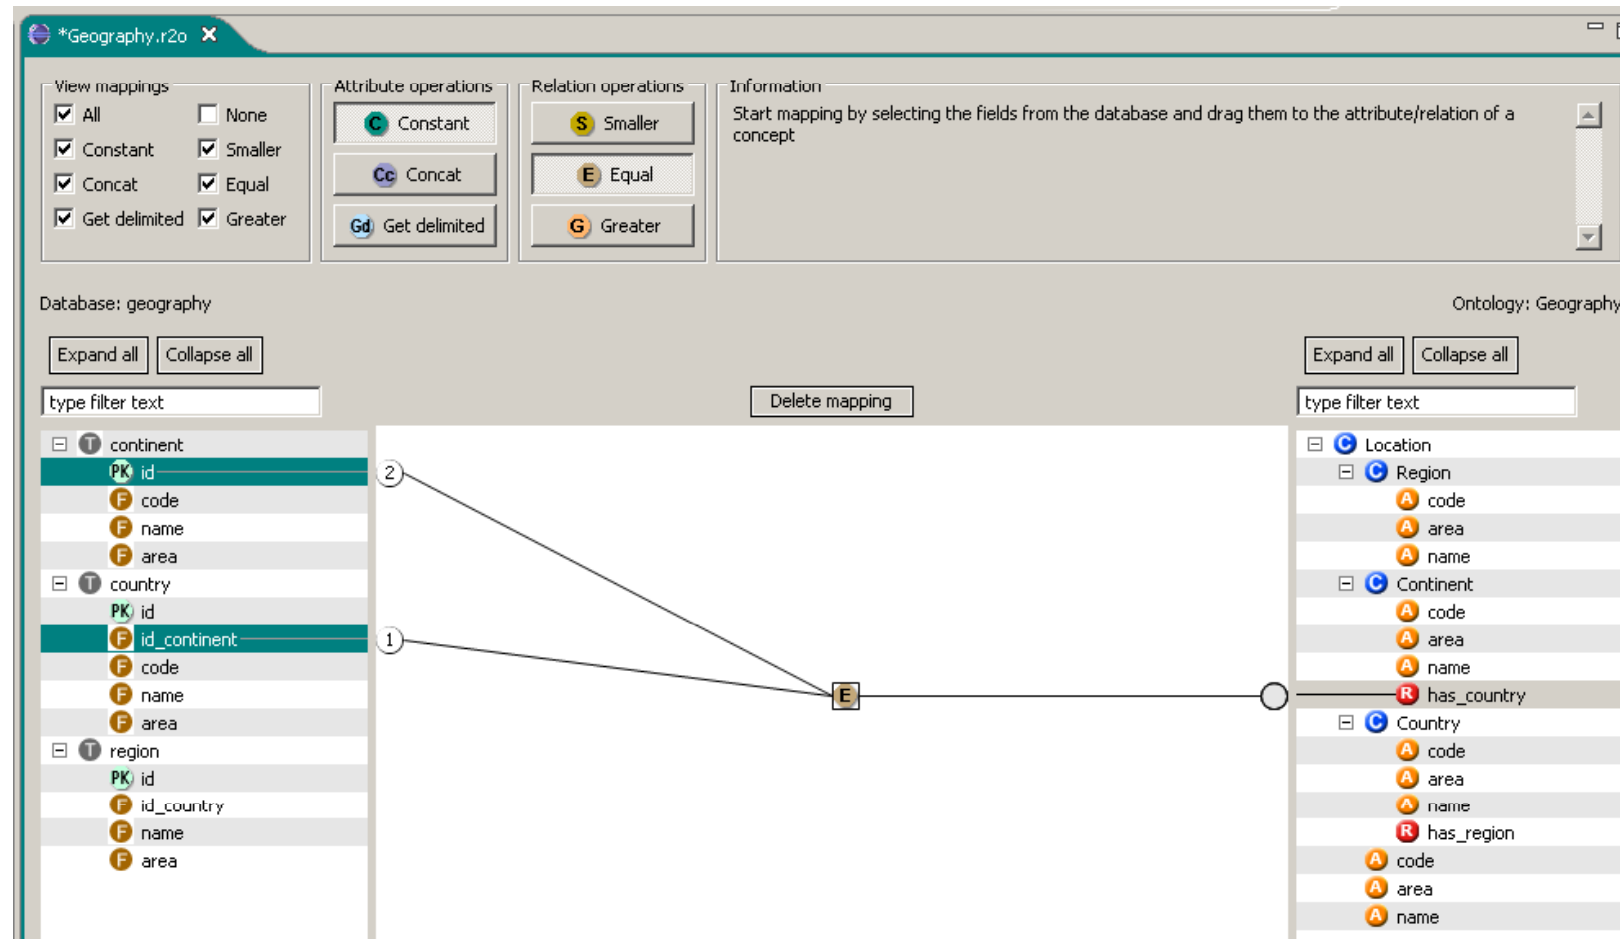 *Geography.r2o
View mappings
All
None
Constant
Smaller
Concat
Equal
Get delimited
Greater
Attribute operations
C Constant
Cc Concat
Gd Get delimited
Relation operations
S Smaller
E Equal
G Greater
Information
Start mapping by selecting the fields from the database and drag them to the attribute/relation of a
concept
Database: geography
Ontology: Geography
Expand all
Collapse all
Expand all
Collapse all
type filter text
Delete mapping
type filter text
T continent
PK id
F code
F name
F area
T country
PK id
F id_continent
F code
F name
F area
T region
PK id
F id_country
F name
F area
2
1
E
C Location
C Region
A code
A area
A name
C Continent
A code
A area
A name
R has_country
C Country
A code
A area
A name
R has_region
A code
A area
A name